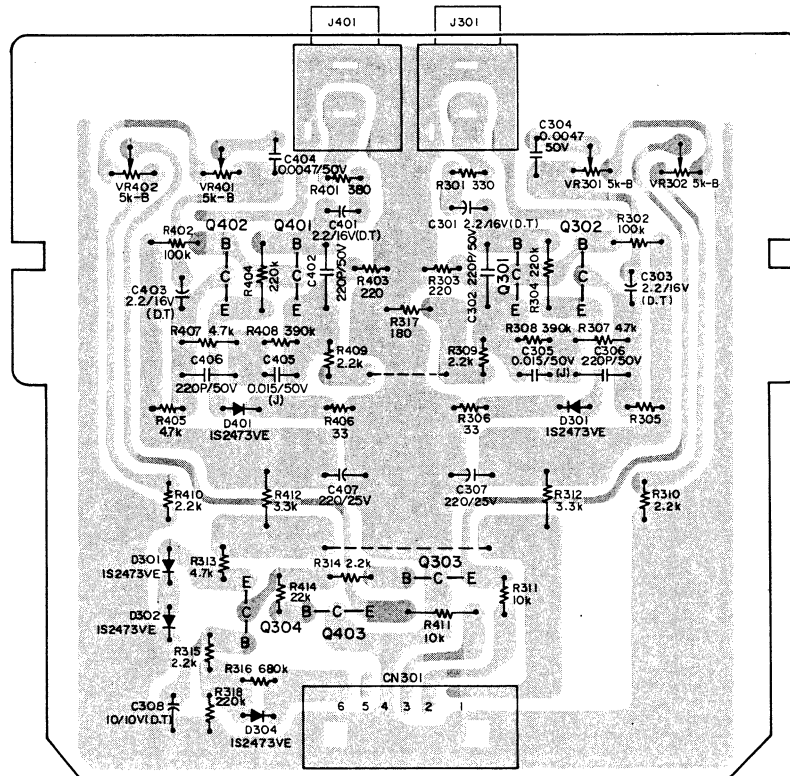 J401
J301
C304
0.0047
50V
C404
0.0047/50V
R401 380
R301 330
VR402
5k-B
VR401
5k-B
VR301 5k-B
VR302 5k-B
R402
100k
Q402
Q401
C401
2.2/16V(D.T)
C301 2.2/16V(D.T)
Q302
R302
100k
B
C
E
R404
220k
B
C
E
C402
220P/50V
R403
220
R303
220
C302 220P/50V
Q301
B
C
E
R304 220k
B
C
E
C403
2.2/16V
(D.T)
C303
2.2/16V
(D.T)
R317
180
R407 4.7k
R408 390k
R308 390k
R307 47k
R409
2.2k
R309
2.2k
C406
220P/50V
C405
0.015/50V
(J)
C305
0.015/50V
(J)
C306
220P/50V
R405
4.7k
D401
1S2473VE
R406
33
R306
33
D301
1S2473VE
R305
C407
220/25V
C307
220/25V
R410
2.2k
R412
3.3k
R312
3.3k
R310
2.2k
D301
1S2473VE
R313
4.7k
R314 2.2k
Q303
B C E
R311
10k
E
C
B
R414
22k
B C E
R411
10k
D302
1S2473VE
Q304
Q403
R315
2.2k
R316 680k
CN301
6 5 4 3 2 1
C308
10/10V(D.T)
R318
220k
D304
1S2473VE